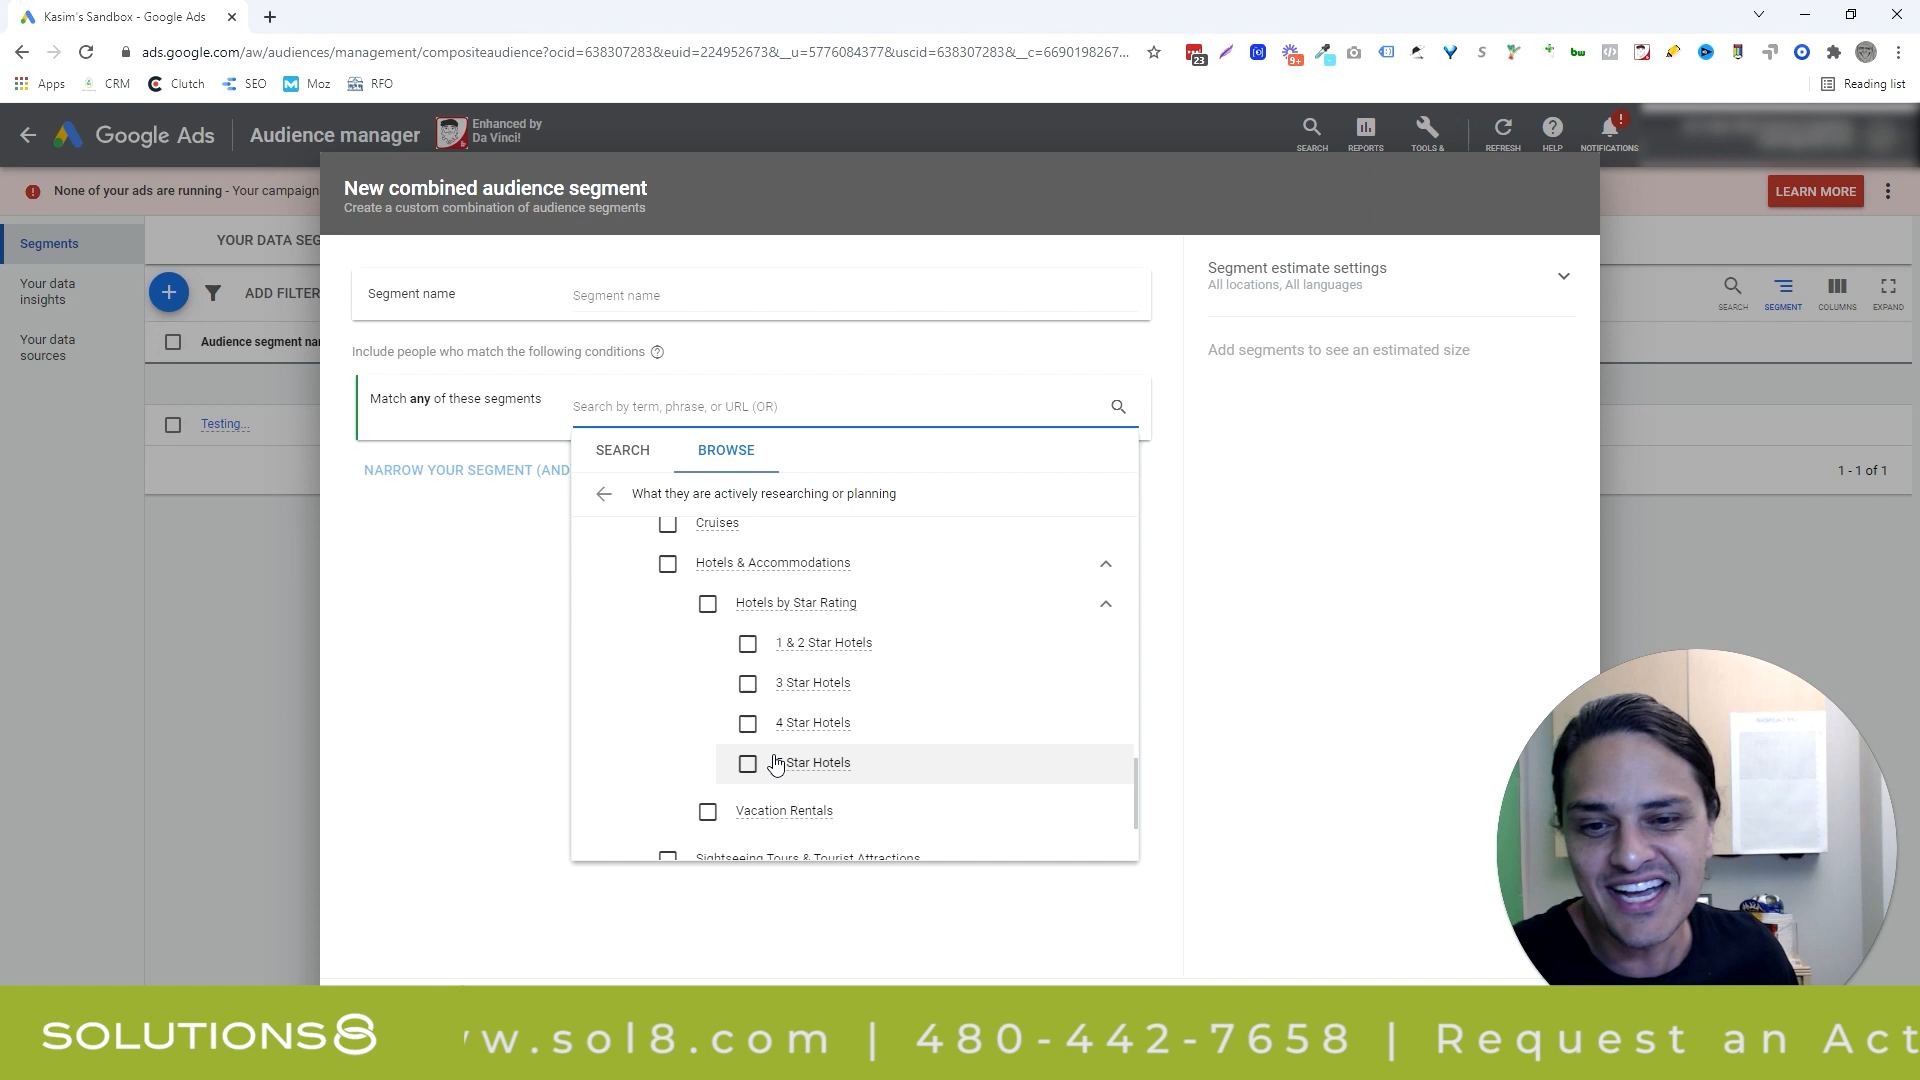 Kasim's Sandbox - Google Ads
ads.google.com/aw/audiences/management/compositeaudience?ocid=638307283&euid=224952673&__u=5776084377&uscid=638307283&__c=6690198267...
23
9+
bw
Apps
CRM
Clutch
SEO
Moz
RFO
Reading list
Google Ads
Audience manager
Enhanced by
Da Vinci!
SEARCH
REPORTS
TOOLS &
REFRESH
HELP
NOTIFICATIONS
None of your ads are running - Your campaign
LEARN MORE
New combined audience segment
Create a custom combination of audience segments
Segments
Your data
insights
Your data
sources
YOUR DATA SEG
ADD FILTER
Audience segment na
Testing...
SEARCH
SEGMENT
COLUMNS
EXPAND
1 - 1 of 1
Segment name
Segment name
Include people who match the following conditions
Match any of these segments
Search by term, phrase, or URL (OR)
NARROW YOUR SEGMENT (AND
SEARCH
BROWSE
What they are actively researching or planning
Cruises
Hotels & Accommodations
Hotels by Star Rating
1 & 2 Star Hotels
3 Star Hotels
4 Star Hotels
Star Hotels
Vacation Rentals
Sightseeing Tours & Tourist Attractions
Segment estimate settings
All locations, All languages
Add segments to see an estimated size
SOLUTIONS8
w.sol8.com | 480-442-7658 | Request an Act